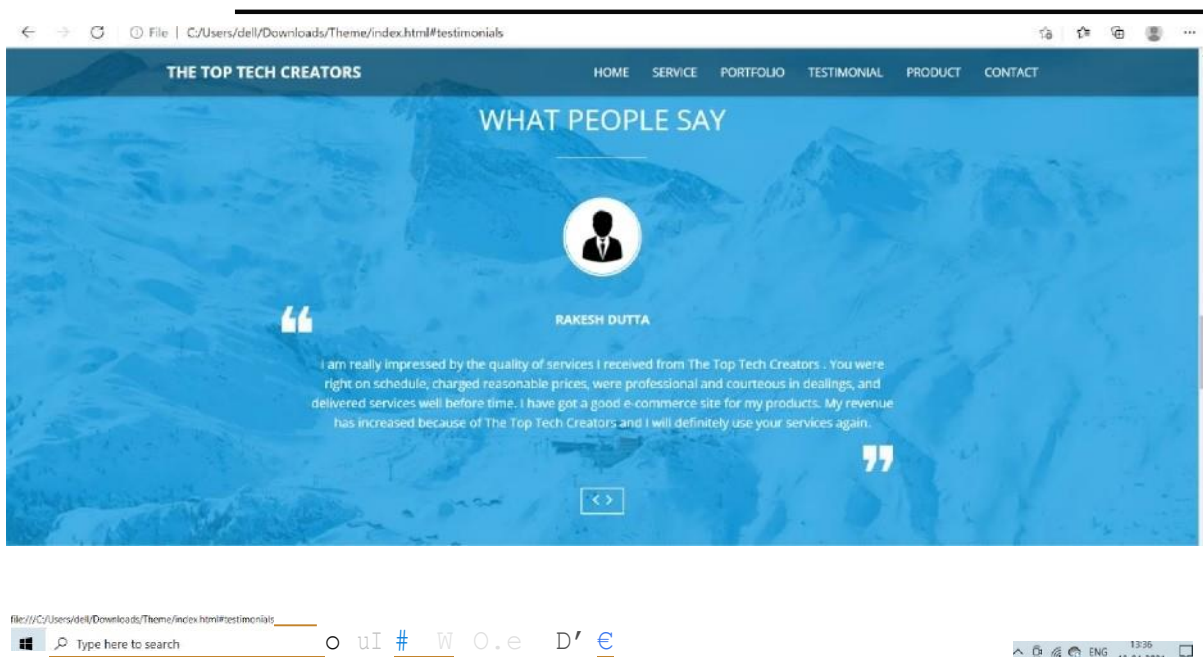 File | C:/Users/dell/Downloads/Theme/index.html#testimonials
THE TOP TECH CREATORS HOME SERVICE PORTFOLIO TESTIMONIAL PRODUCT CONTACT
WHAT PEOPLE SAY
“
RAKESH DUTTA
I am really impressed by the quality of services I received from The Top Tech Creators . You were
right on schedule, charged reasonable prices, were professional and courteous in dealings, and
delivered services well before time. I have got a good e-commerce site for my products. My revenue
has increased because of The Top Tech Creators and I will definitely use your services again.
”
< >
file:///C:/Users/dell/Downloads/Theme/index.html#testimonials
Type here to search o uI # W O.e D′ € ENG 13:36